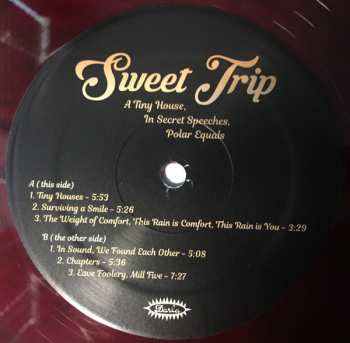 Sweet Trip
A Tiny House,
In Secret Speeches,
Polar Equals
A ( this side)
1. Tiny Houses - 5:53
2. Surviving a Smile - 5:26
3. The Weight of Comfort, This Rain is Comfort, This Rain is You - 3:29
B ( the other side)
1. In Sound, We Found Each Other - 5:08
2. Chapters - 5:36
3. Eave Foolery, Mill Five - 7:27
Darla